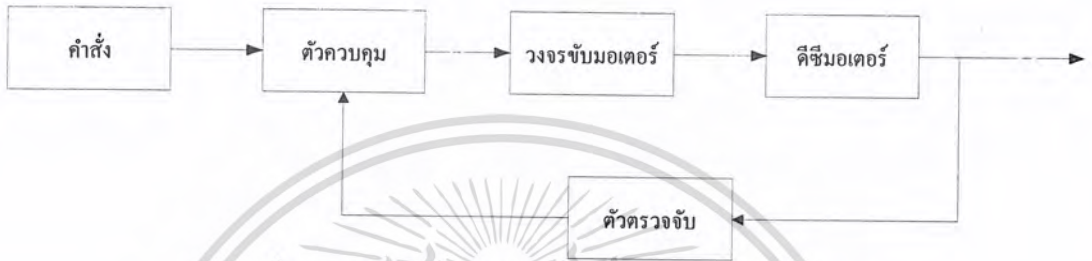 คำสั่ง
ตัวควบคุม
วงจรขับมอเตอร์
ดีซีมอเตอร์
ตัวตรวจจับ